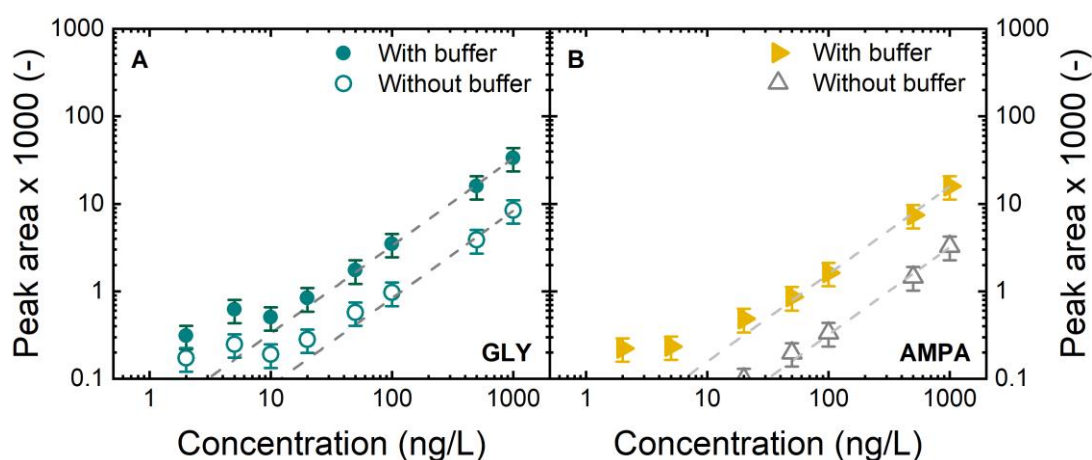 Peak area x 1000 (-)
1000
100
10
1
0.1
A
With buffer
Without buffer
GLY
1
10
100
1000
Concentration (ng/L)
B
With buffer
Without buffer
AMPA
1
10
100
1000
Concentration (ng/L)
1000
100
10
1
0.1
Peak area x 1000 (-)